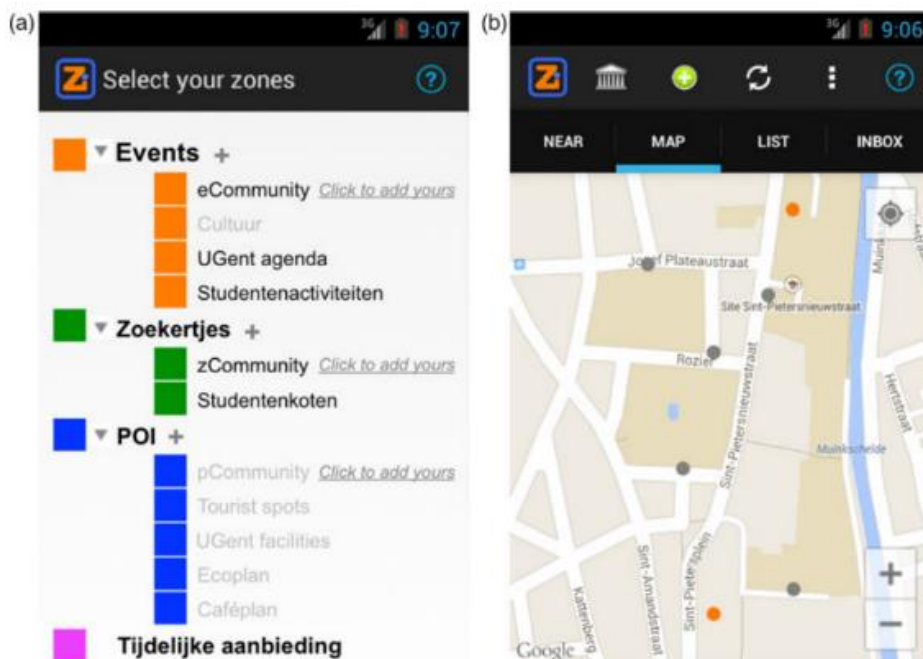 (a)
3G 9:07
Select your zones ?
Events +
eCommunity Click to add yours
Cultuur
UGent agenda
Studentenactiviteiten
Zoekertjes +
zCommunity Click to add yours
Studentenkoten
POI +
pCommunity Click to add yours
Tourist spots
UGent facilities
Ecoplan
Caféplan
Tijdelijke aanbieding
(b)
3G 9:06
?
NEAR MAP LIST INBOX
Jozef Plateaustraat
Site Sint-Pietersnieuwstraat
Rozier
Sint-Pietersnieuwstraat
Muinkschelde
Hertstraat
Sint-Pietersplein
Sint-Amandstraat
Kattenberg
Google
+
−